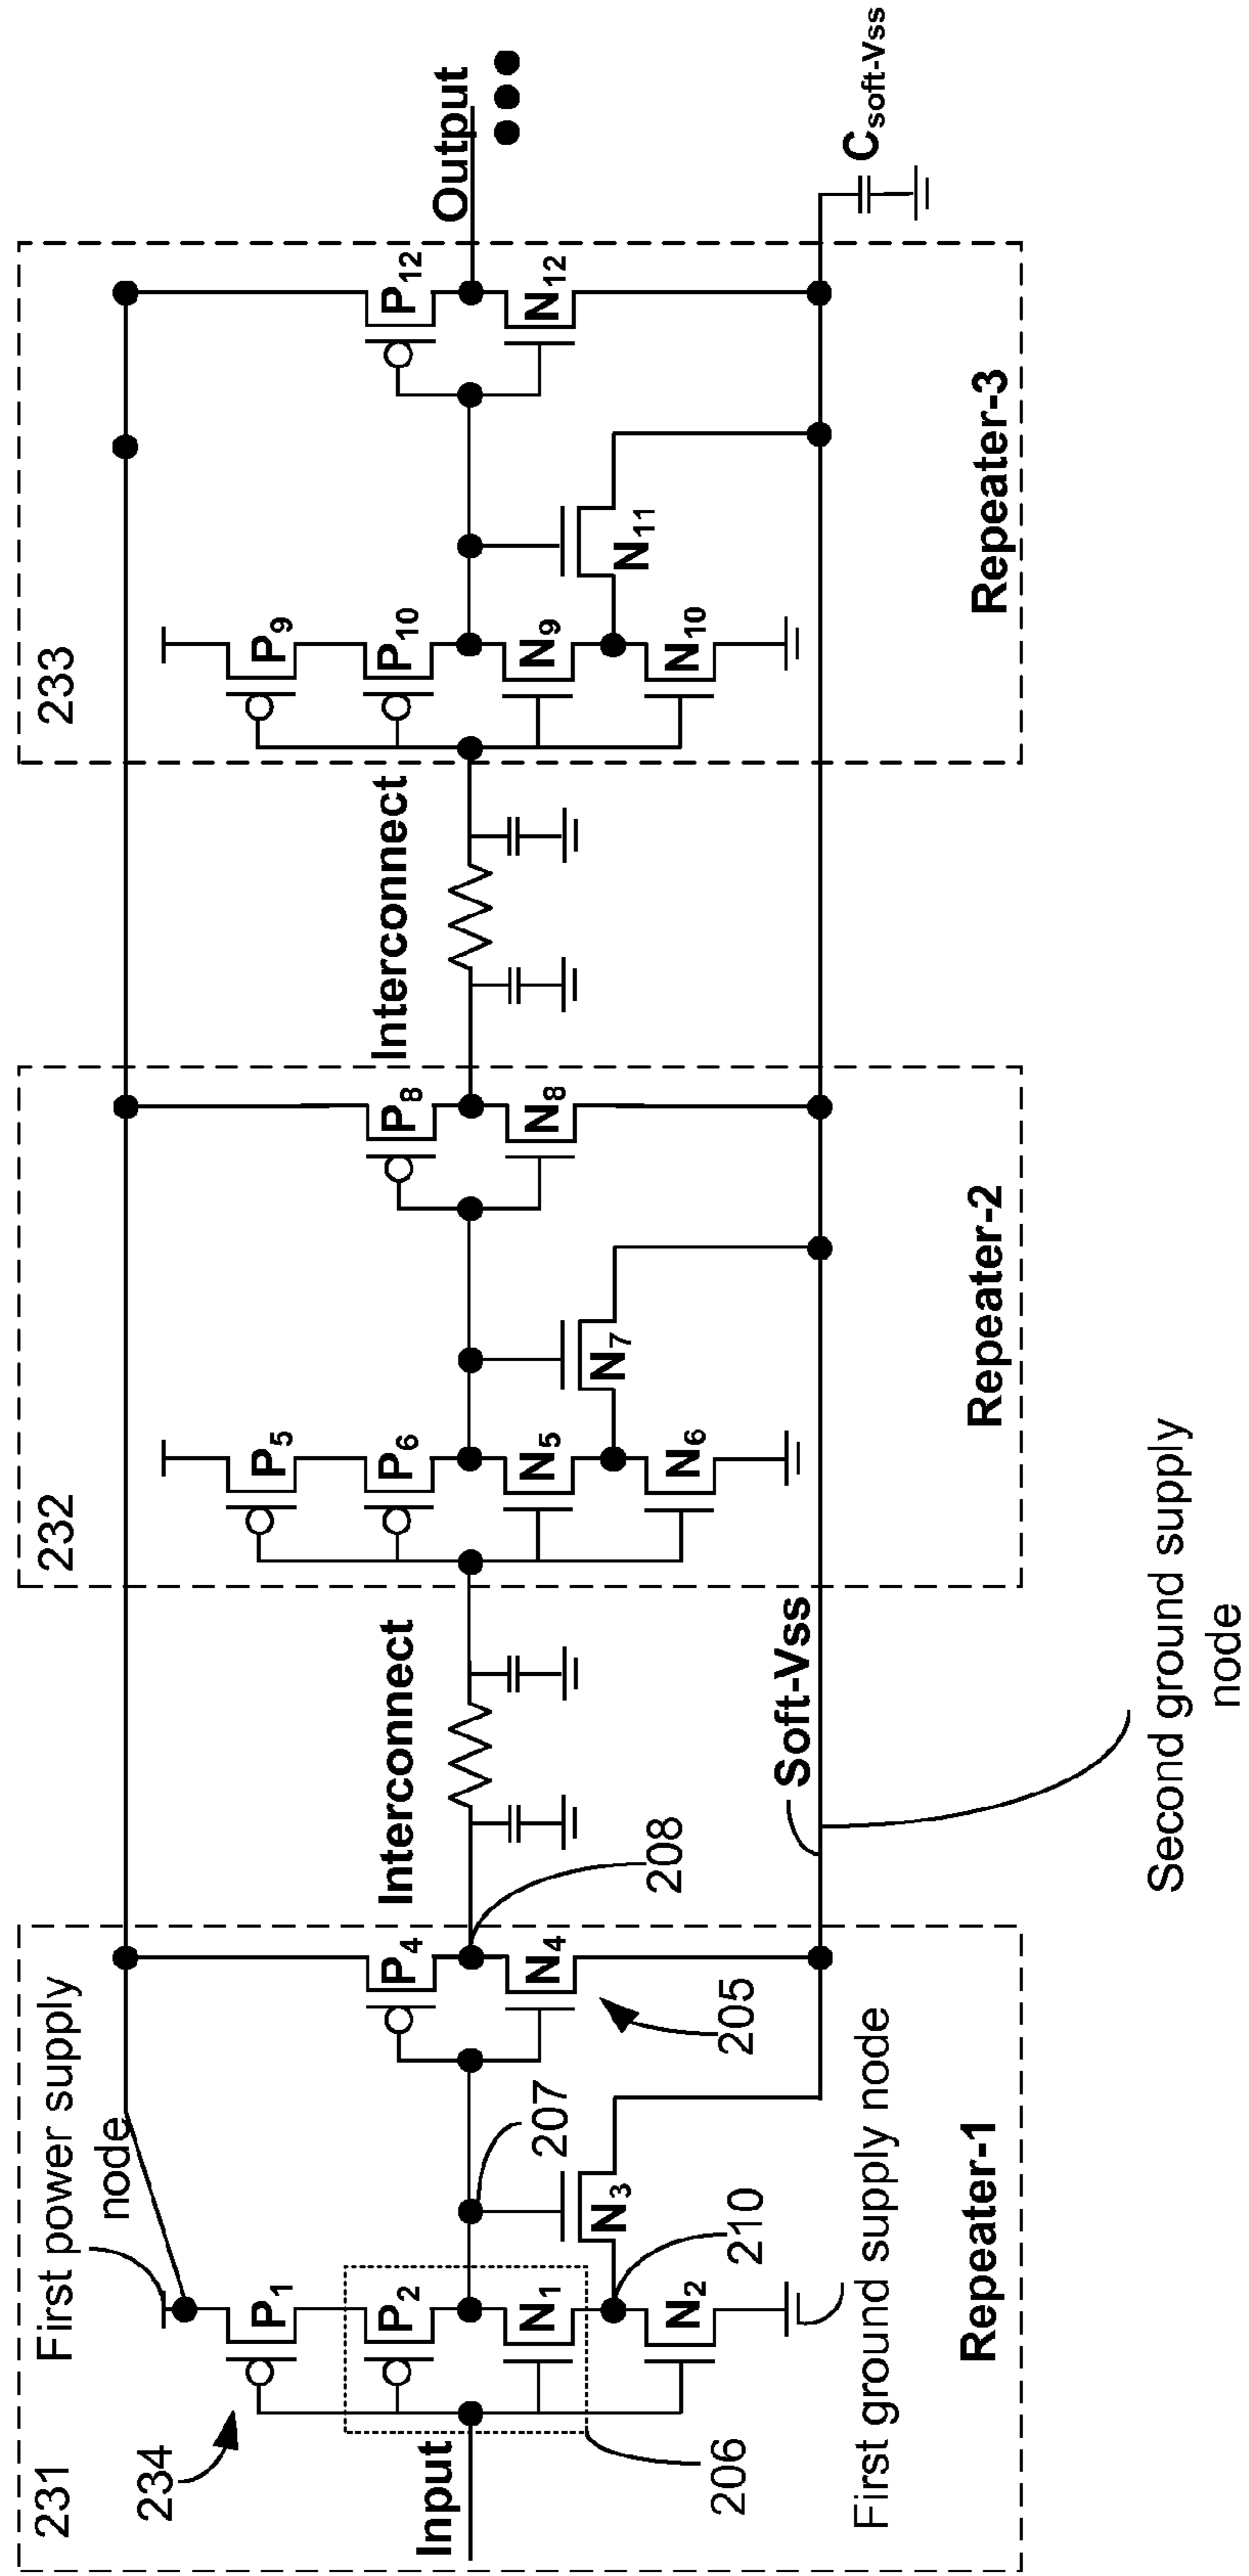 231
First power supply
node
234
P1
P2
N1
N2
Input
206
207
N3
210
P4
N4
205
208
First ground supply node
Repeater-1
Interconnect
Soft-Vss
Second ground supply
node
232
P5
P6
N5
N6
N7
P8
N8
Repeater-2
Interconnect
233
P9
P10
N9
N10
N11
P12
N12
Repeater-3
Output
Csoft-Vss